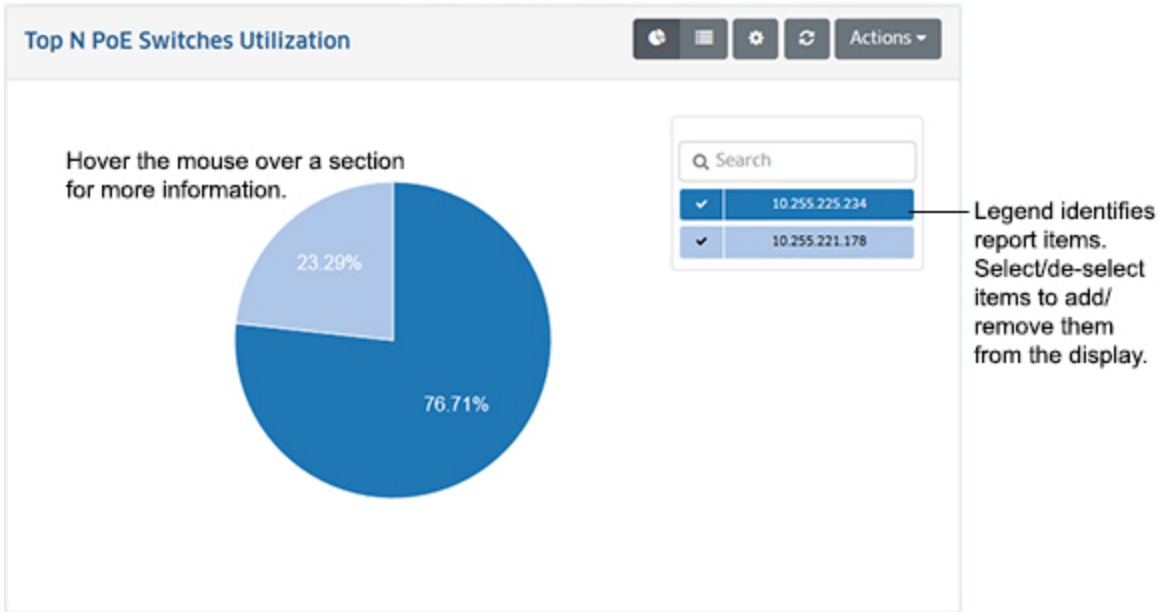 Top N PoE Switches Utilization
Actions
Hover the mouse over a section
for more information.
Search
10.255.225.234
10.255.221.178
Legend identifies
report items.
Select/de-select
items to add/
remove them
from the display.
23.29%
76.71%